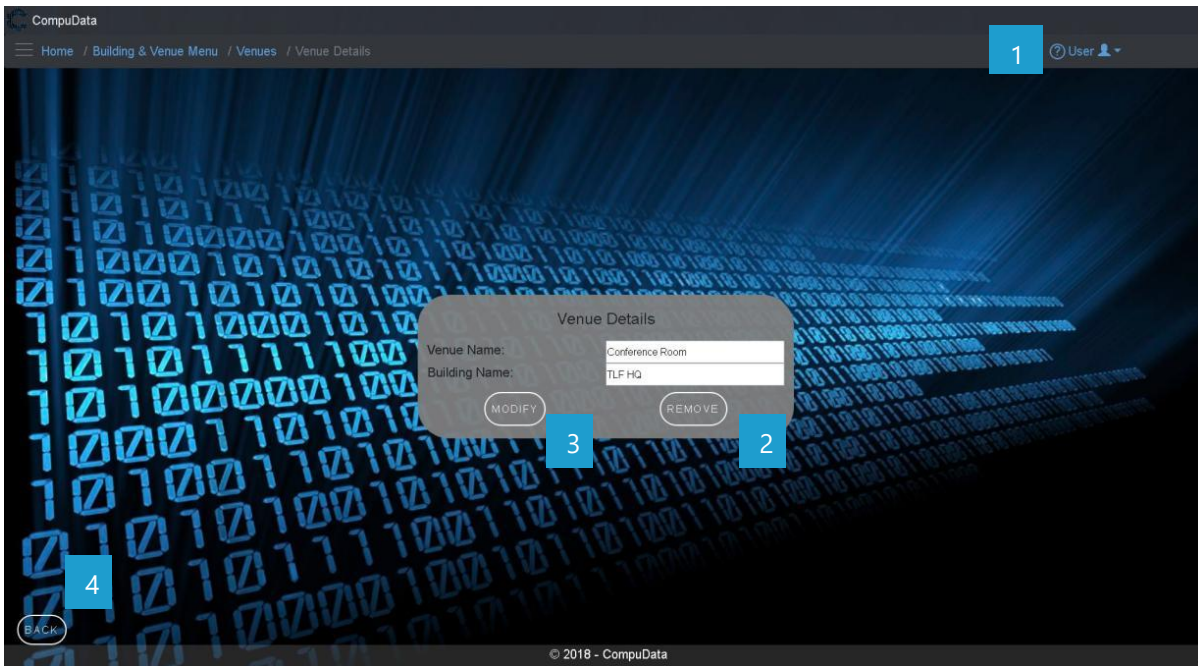 CompuData
Home / Building & Venue Menu / Venues / Venue Details
1
? User
Venue Details
Venue Name: Conference Room
Building Name: TLF HQ
MODIFY REMOVE
3 2
4
BACK
© 2018 - CompuData